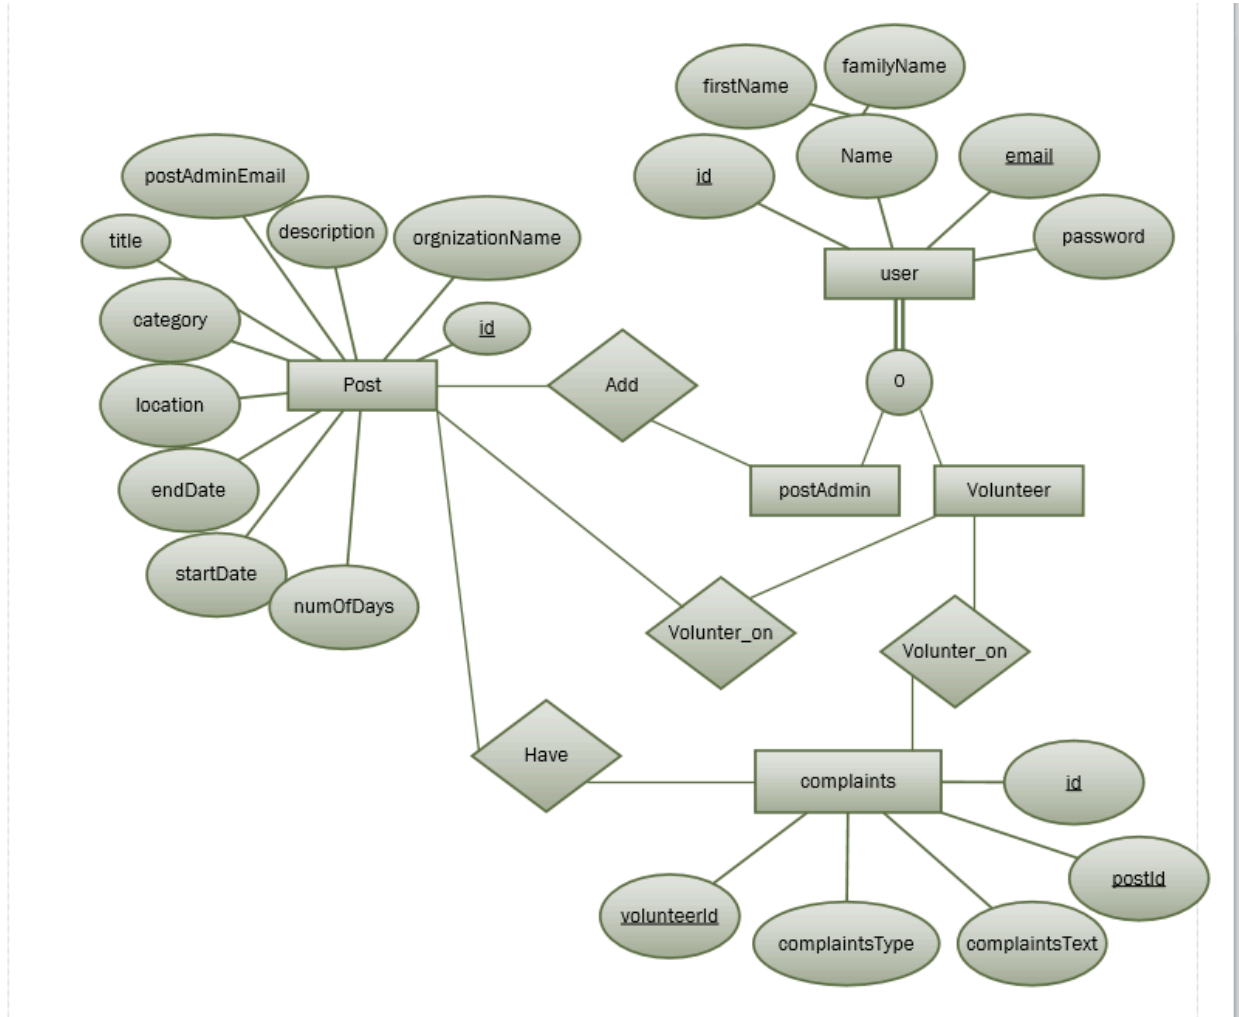 familyName
firstName
Name
email
id
postAdminEmail
description
orgnizationName
title
password
user
category
id
Post
Add
O
location
endDate
postAdmin
Volunteer
startDate
numOfDays
Volunter_on
Volunter_on
Have
complaints
id
postId
volunteerId
complaintsType
complaintsText